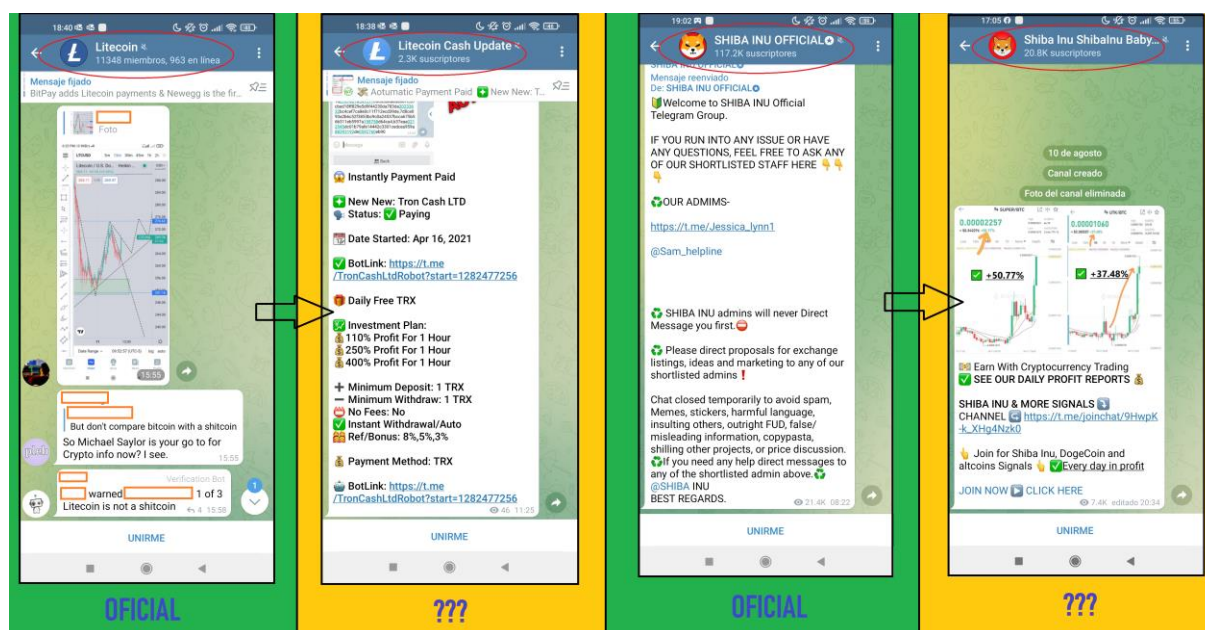 18:40
Litecoin
11348 miembros, 963 en línea
Mensaje fijado
BitPay adds Litecoin payments & Newegg is the fir...
Foto
15:55
But don't compare bitcoin with a shitcoin
So Michael Saylor is your go to for
Crypto info now? I see.
15:55
Verification Bot
warned 1 of 3
Litecoin is not a shitcoin
4 15:58
1
UNIRME
OFICIAL
18:38
Litecoin Cash Update
2.3K suscriptores
Mensaje fijado
Aotumatic Payment Paid New New: T...
Instantly Payment Paid
New New: Tron Cash LTD
Status: Paying
Date Started: Apr 16, 2021
BotLink: https://t.me
/TronCashLtdRobot?start=1282477256
Daily Free TRX
Investment Plan:
110% Profit For 1 Hour
250% Profit For 1 Hour
400% Profit For 1 Hour
Minimum Deposit: 1 TRX
Minimum Withdraw: 1 TRX
No Fees: No
Instant Withdrawal/Auto
Ref/Bonus: 8%,5%,3%
Payment Method: TRX
BotLink: https://t.me
/TronCashLtdRobot?start=1282477256
46 11:25
UNIRME
???
19:02
SHIBA INU OFFICIAL
117.2K suscriptores
SHIBA INU OFFICIAL
Mensaje reenviado
De: SHIBA INU OFFICIAL
Welcome to SHIBA INU Official
Telegram Group.
IF YOU RUN INTO ANY ISSUE OR HAVE
ANY QUESTIONS, FEEL FREE TO ASK ANY
OF OUR SHORTLISTED STAFF HERE
OUR ADMIMS-
https://t.me/Jessica_lynn1
@Sam_helpline
SHIBA INU admins will never Direct
Message you first.
Please direct proposals for exchange
listings, ideas and marketing to any of our
shortlisted admins
Chat closed temporarily to avoid spam,
Memes, stickers, harmful language,
insulting others, outright FUD, false/
misleading information, copypasta,
shilling other projects, or price discussion.
If you need any help direct messages to
any of the shortlisted admin above.
@SHIBA INU
BEST REGARDS.
21.4K 08:22
UNIRME
OFICIAL
17:05
Shiba Inu ShibaInu Baby...
20.8K suscriptores
10 de agosto
Canal creado
Foto del canal eliminada
SUPER/BTC
0.00002257
+50.77%
UTK/BTC
0.00001060
+37.48%
Earn With Cryptocurrency Trading
SEE OUR DAILY PROFIT REPORTS
SHIBA INU & MORE SIGNALS
CHANNEL https://t.me/joinchat/9HwpK
-k_XHg4Nzk0
Join for Shiba Inu, DogeCoin and
altcoins Signals Every day in profit
JOIN NOW CLICK HERE
7.4K editado 20:34
UNIRME
???